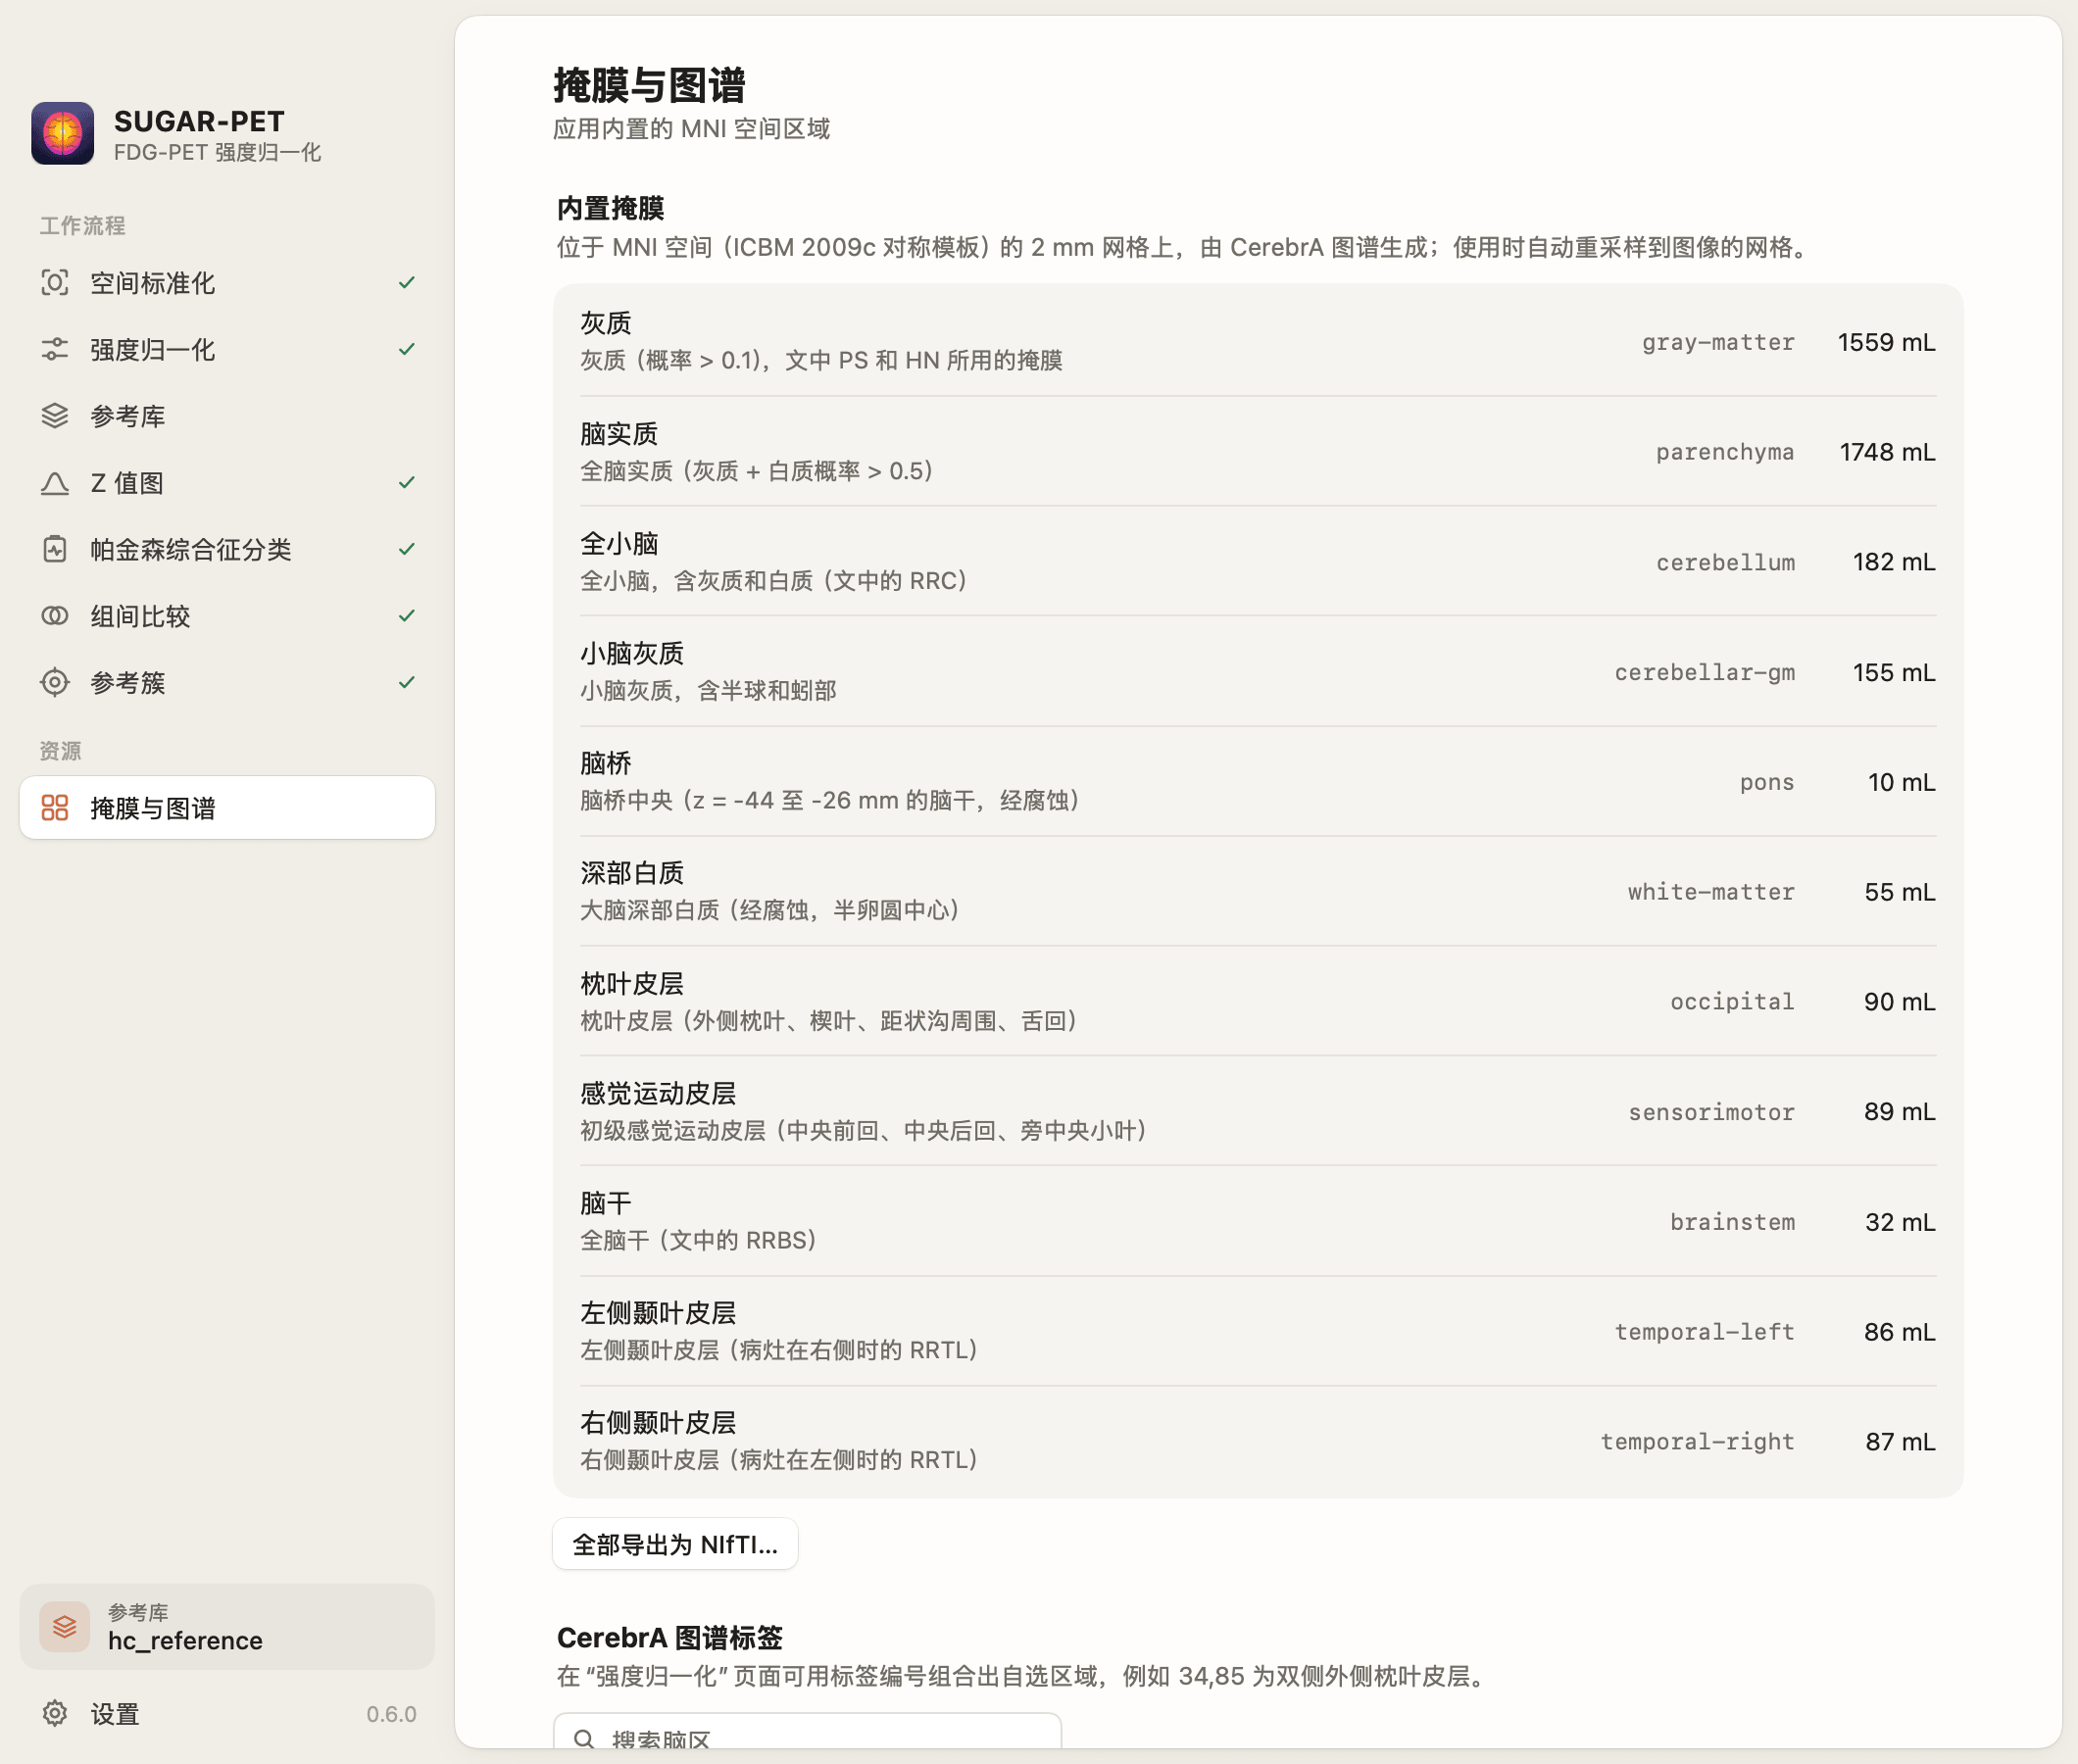 SUGAR-PET
FDG-PET 强度归一化
工作流程
空间标准化
强度归一化
参考库
Z 值图
帕金森综合征分类
组间比较
参考簇
资源
掩膜与图谱
参考库
hc_reference
设置
0.6.0
掩膜与图谱
应用内置的 MNI 空间区域
内置掩膜
位于 MNI 空间（ICBM 2009c 对称模板）的 2 mm 网格上，由 CerebrA 图谱生成；使用时自动重采样到图像的网格。
灰质
灰质（概率 > 0.1），文中 PS 和 HN 所用的掩膜
gray-matter 1559 mL
脑实质
全脑实质（灰质 + 白质概率 > 0.5）
parenchyma 1748 mL
全小脑
全小脑，含灰质和白质（文中的 RRC）
cerebellum 182 mL
小脑灰质
小脑灰质，含半球和蚓部
cerebellar-gm 155 mL
脑桥
脑桥中央（z = -44 至 -26 mm 的脑干，经腐蚀）
pons 10 mL
深部白质
大脑深部白质（经腐蚀，半卵圆中心）
white-matter 55 mL
枕叶皮层
枕叶皮层（外侧枕叶、楔叶、距状沟周围、舌回）
occipital 90 mL
感觉运动皮层
初级感觉运动皮层（中央前回、中央后回、旁中央小叶）
sensorimotor 89 mL
脑干
全脑干（文中的 RRBS）
brainstem 32 mL
左侧颞叶皮层
左侧颞叶皮层（病灶在右侧时的 RRTL）
temporal-left 86 mL
右侧颞叶皮层
右侧颞叶皮层（病灶在左侧时的 RRTL）
temporal-right 87 mL
全部导出为 NIfTI...
CerebrA 图谱标签
在“强度归一化”页面可用标签编号组合出自选区域，例如 34,85 为双侧外侧枕叶皮层。
搜索脑区